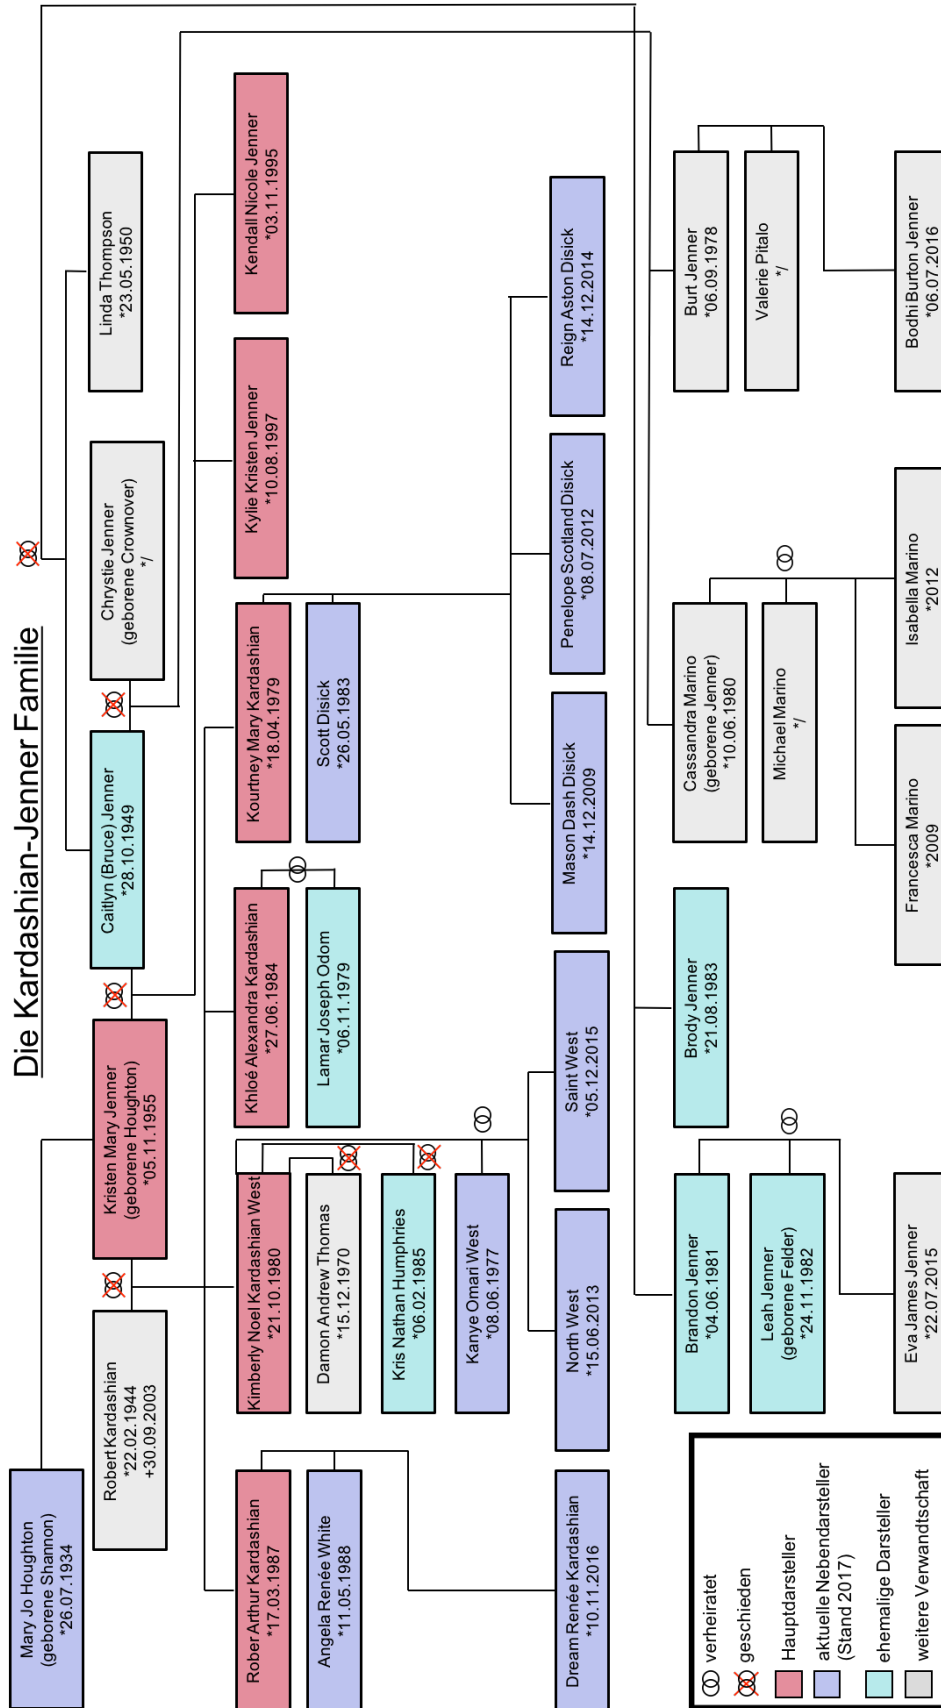 Die Kardashian-Jenner Familie
Mary Jo Houghton
(geborene Shannon)
*26.07.1934
Robert Kardashian
*22.02.1944
+30.09.2003
Kristen Mary Jenner
(geborene Houghton)
*05.11.1955
Caitlyn (Bruce) Jenner
*28.10.1949
Chrystie Jenner
(geborene Crownover)
*/
Linda Thompson
*23.05.1950
Rober Arthur Kardashian
*17.03.1987
Angela Renée White
*11.05.1988
Kimberly Noel Kardashian West
*21.10.1980
Damon Andrew Thomas
*15.12.1970
Kris Nathan Humphries
*06.02.1985
Kanye Omari West
*08.06.1977
Khloé Alexandra Kardashian
*27.06.1984
Lamar Joseph Odom
*06.11.1979
Kourtney Mary Kardashian
*18.04.1979
Scott Disick
*26.05.1983
Kylie Kristen Jenner
*10.08.1997
Kendall Nicole Jenner
*03.11.1995
Dream Renée Kardashian
*10.11.2016
North West
*15.06.2013
Saint West
*05.12.2015
Mason Dash Disick
*14.12.2009
Penelope Scotland Disick
*08.07.2012
Reign Aston Disick
*14.12.2014
Brandon Jenner
*04.06.1981
Leah Jenner
(geborene Felder)
*24.11.1982
Brody Jenner
*21.08.1983
Cassandra Marino
(geborene Jenner)
*10.06.1980
Michael Marino
*/
Burt Jenner
*06.09.1978
Valerie Pitalo
*/
Eva James Jenner
*22.07.2015
Francesca Marino
*2009
Isabella Marino
*2012
Bodhi Burton Jenner
*06.07.2016
verheiratet
geschieden
Hauptdarsteller
aktuelle Nebendarsteller
(Stand 2017)
ehemalige Darsteller
weitere Verwandtschaft